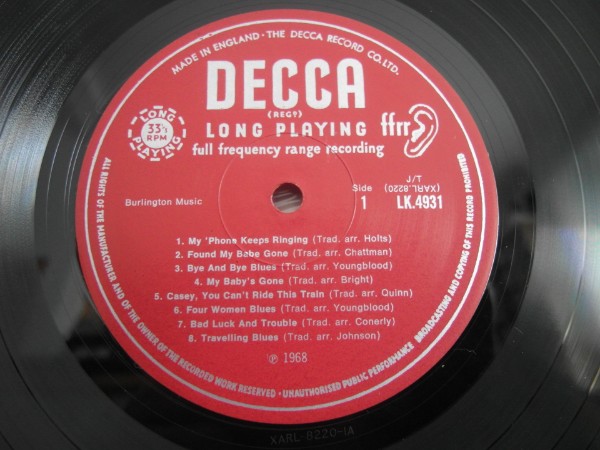 MADE IN ENGLAND · THE DECCA RECORD CO. LTD.
DECCA
(REGD)
LONG PLAYING ffrr
full frequency range recording
LONG
33⅓
RPM
PLAYING
(XARL.8220)
T/J
Side
1
LK.4931
Burlington Music
1. My 'Phone Keeps Ringing (Trad. arr. Holts)
2. Found My Bebe Gone (Trad. arr. Chattman)
3. Bye And Bye Blues (Trad. arr. Youngblood)
4. My Baby's Gone (Trad. arr. Bright)
5. Casey, You Can't Ride This Train (Trad. arr. Quinn)
6. Four Women Blues (Trad. arr. Youngblood)
7. Bad Luck And Trouble (Trad. arr. Conerly)
8. Travelling Blues (Trad. arr. Johnson)
℗ 1968
ALL RIGHTS OF THE MANUFACTURER AND OF THE OWNER OF THE RECORDED WORK RESERVED · UNAUTHORISED PUBLIC PERFORMANCE BROADCASTING AND COPYING OF THIS RECORD PROHIBITED
XARL 8220-1A